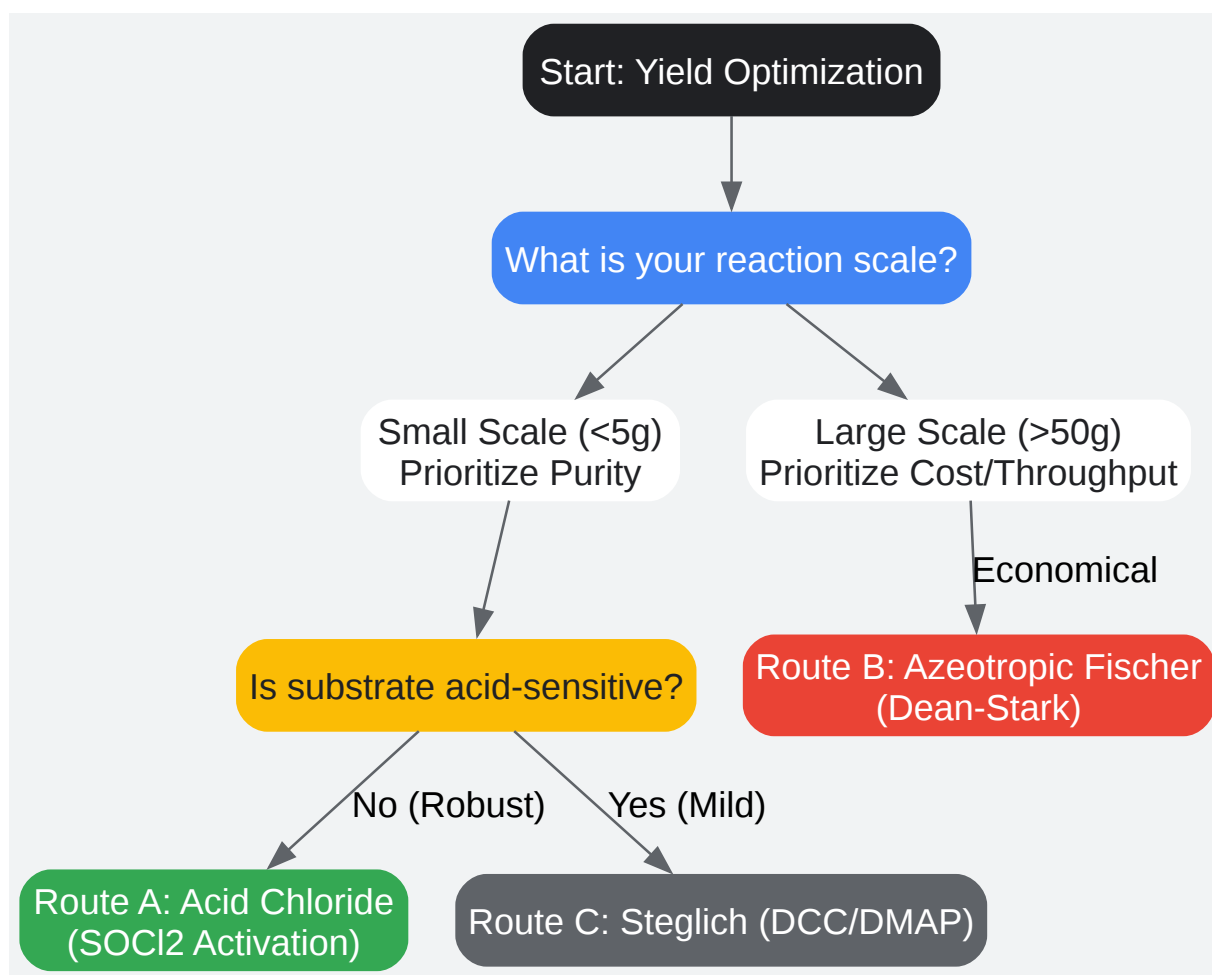 Start: Yield Optimization
What is your reaction scale?
Small Scale (<5g)
Prioritize Purity
Large Scale (>50g)
Prioritize Cost/Throughput
Economical
Is substrate acid-sensitive?
Route B: Azeotropic Fischer
(Dean-Stark)
No (Robust)
Yes (Mild)
Route A: Acid Chloride
(SOCl2 Activation)
Route C: Steglich (DCC/DMAP)